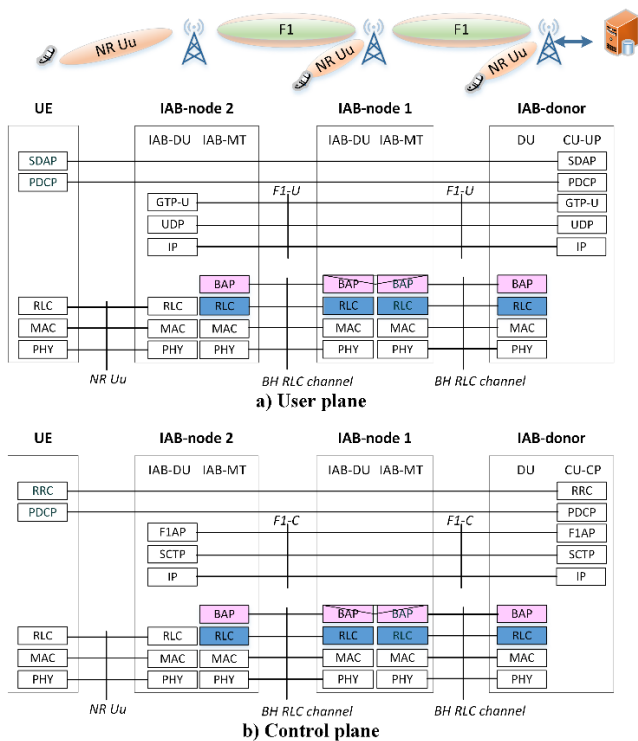 NR Uu F1 F1
NR Uu NR Uu
UE IAB-node 2 IAB-node 1 IAB-donor
IAB-DU IAB-MT IAB-DU IAB-MT DU CU-UP
SDAP SDAP
PDCP PDCP
F1-U F1-U
GTP-U GTP-U
UDP UDP
IP IP
BAP BAP BAP BAP
RLC RLC RLC RLC RLC RLC
MAC MAC MAC MAC MAC MAC
PHY PHY PHY PHY PHY PHY
NR Uu BH RLC channel BH RLC channel
a) User plane
UE IAB-node 2 IAB-node 1 IAB-donor
IAB-DU IAB-MT IAB-DU IAB-MT DU CU-CP
RRC RRC
PDCP PDCP
F1-C F1-C
F1AP F1AP
SCTP SCTP
IP IP
BAP BAP BAP BAP
RLC RLC RLC RLC RLC RLC
MAC MAC MAC MAC MAC MAC
PHY PHY PHY PHY PHY PHY
NR Uu BH RLC channel BH RLC channel
b) Control plane